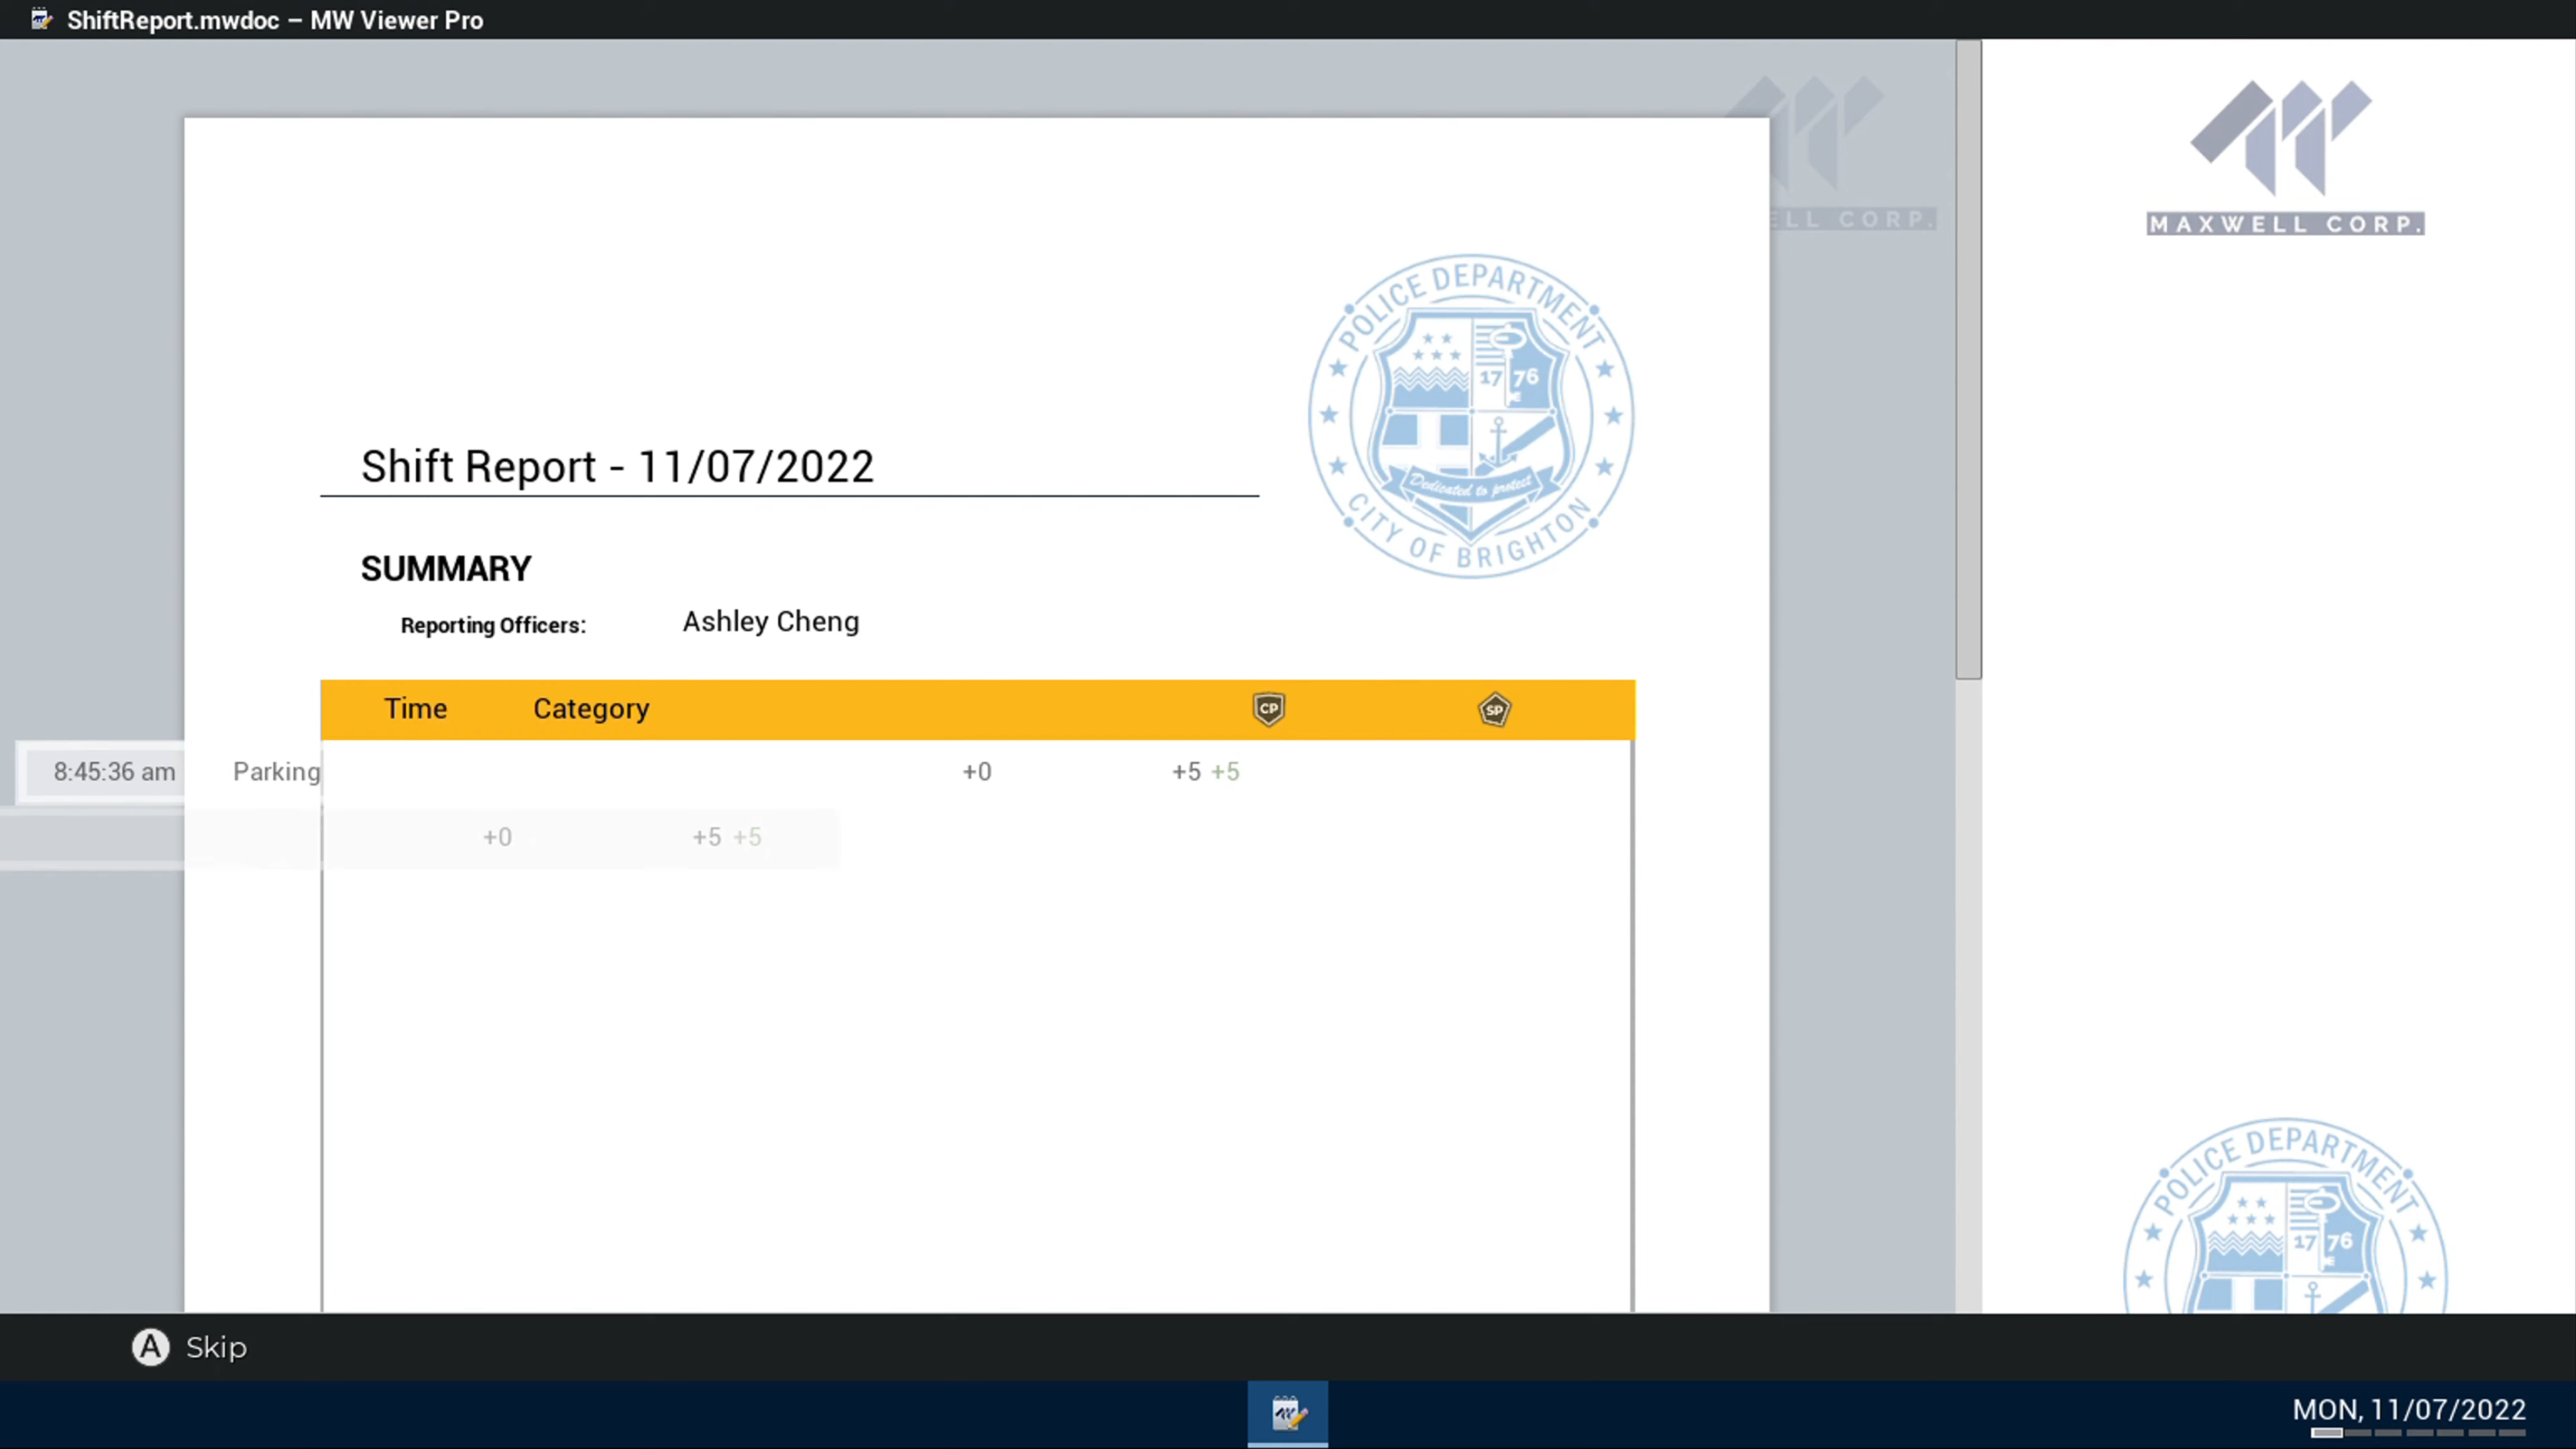 ShiftReport.mwdoc – MW Viewer Pro
MAXWELL CORP.
ELL CORP.
POLICE DEPARTMENT
17 76
Dedicated to protect
CITY OF BRIGHTON
Shift Report - 11/07/2022
SUMMARY
Reporting Officers: Ashley Cheng
Time Category CP SP
8:45:36 am Parking +0 +5 +5
+0 +5 +5
POLICE DEPARTMENT
17 76
A Skip
MON, 11/07/2022